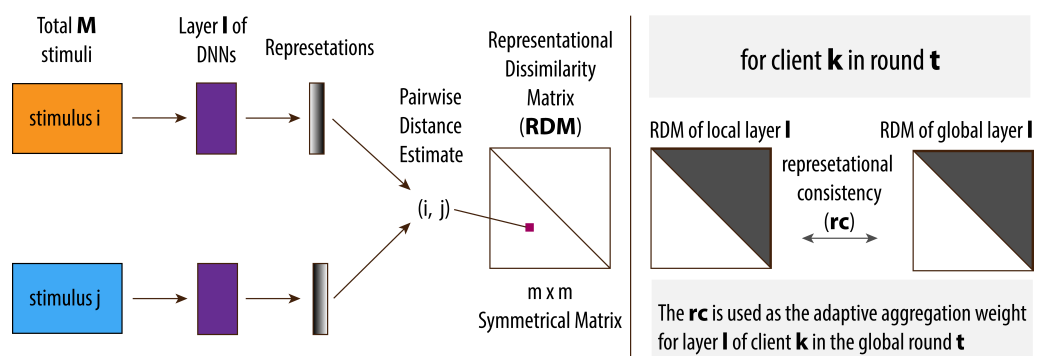 Total M
stimuli
Layer l of
DNNs
Represetations
Representational
Dissimilarity
Matrix
(RDM)
Pairwise
Distance
Estimate
stimulus i
(i, j)
stimulus j
m x m
Symmetrical Matrix
for client k in round t
RDM of local layer l
RDM of global layer l
represetational
consistency
(rc)
The rc is used as the adaptive aggregation weight
for layer l of client k in the global round t